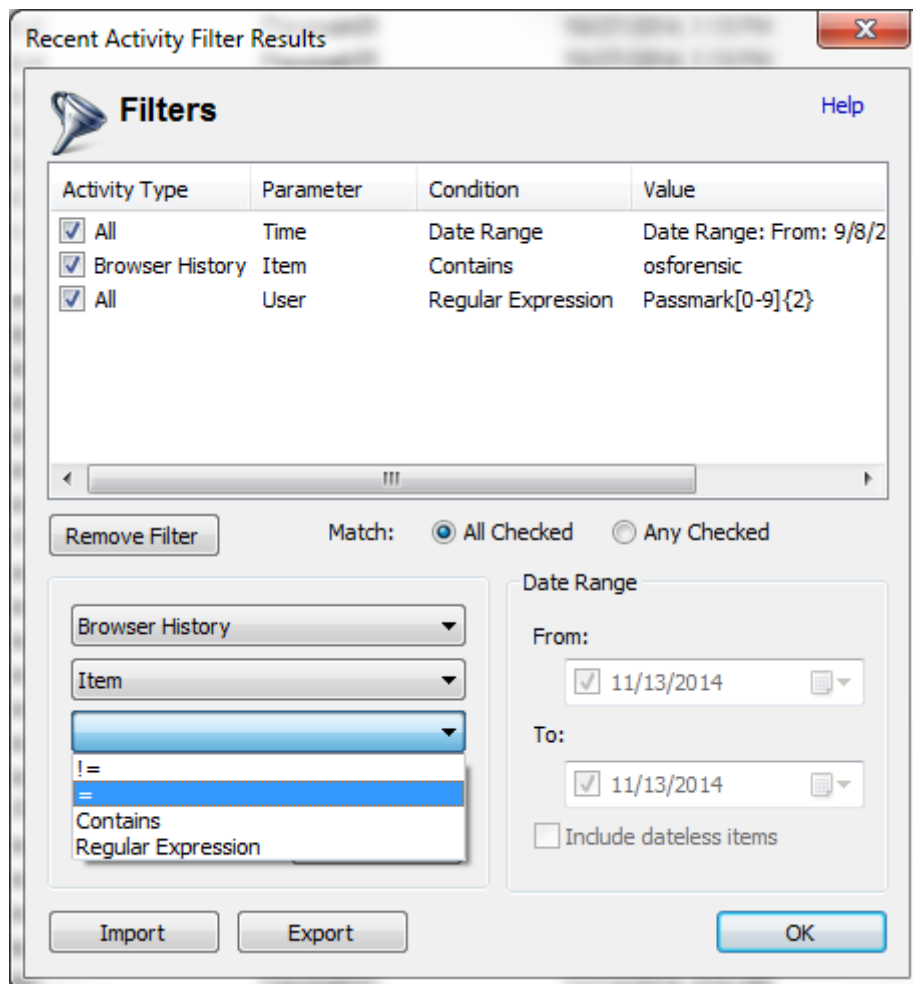 Recent Activity Filter Results
Filters
Help
Activity Type Parameter Condition Value
All Time Date Range Date Range: From: 9/8/2
Browser History Item Contains osforensic
All User Regular Expression Passmark[0-9]{2}
Remove Filter Match: All Checked Any Checked
Date Range
Browser History
From:
Item
11/13/2014
To:
!=
=
11/13/2014
Contains
Include dateless items
Regular Expression
Import Export OK